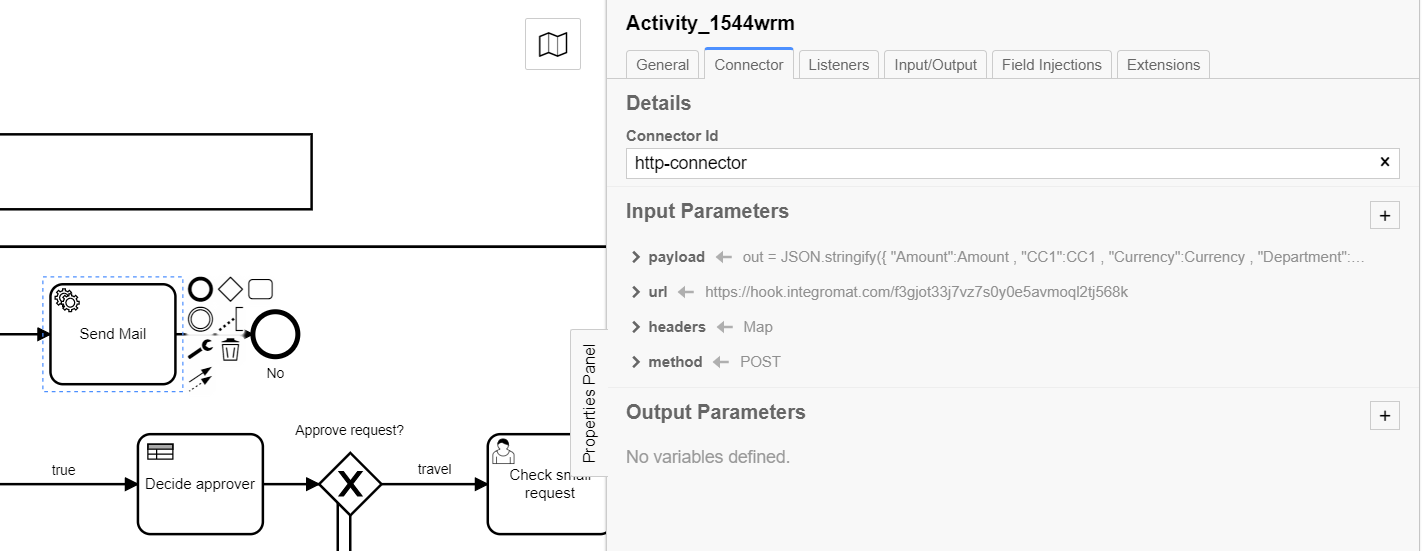 Activity_1544wrm
General Connector Listeners Input/Output Field Injections Extensions
Details
Connector Id
http-connector
Input Parameters
payload out = JSON.stringify({ "Amount":Amount , "CC1":CC1 , "Currency":Currency , "Department":...
url https://hook.integromat.com/f3gjot33j7vz7s0y0e5avmoql2tj568k
headers Map
method POST
Output Parameters
No variables defined.
Properties Panel
Send Mail
No
Approve request?
true
Decide approver
travel
Check small
request